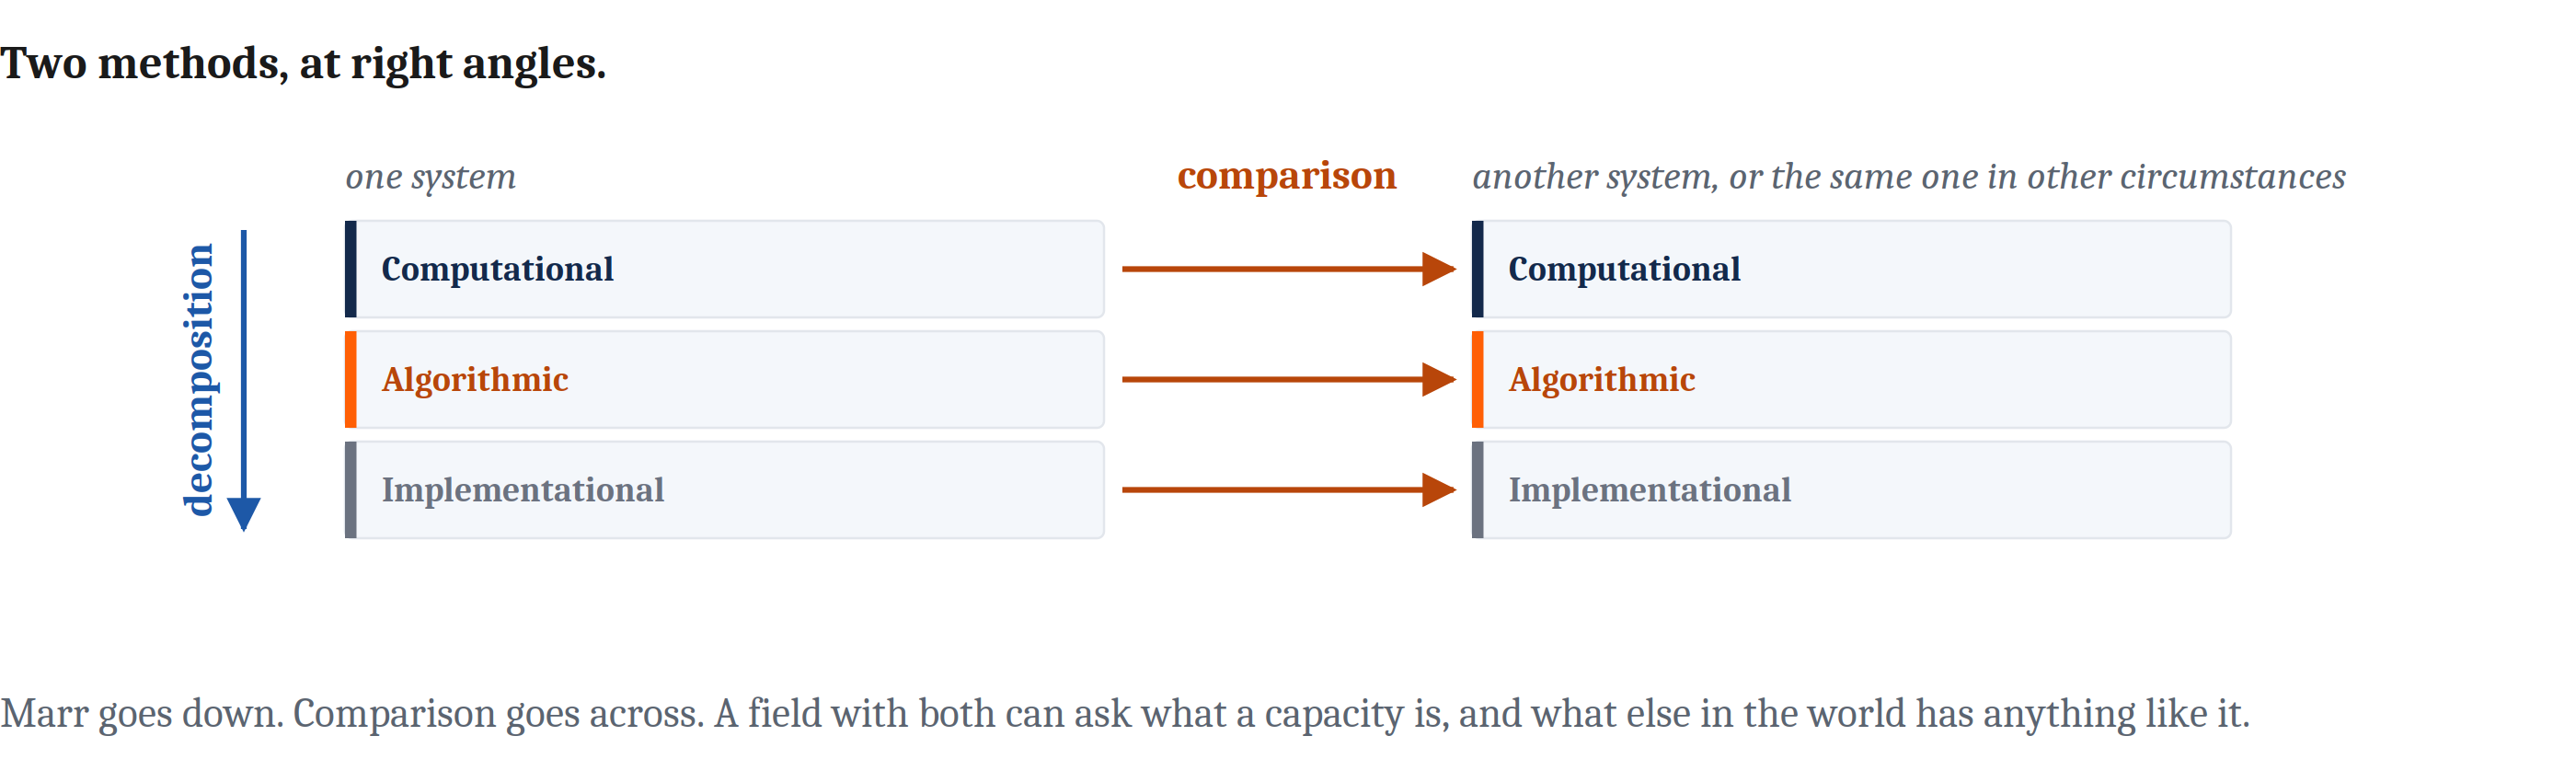 Two methods, at right angles.
one system
comparison
another system, or the same one in other circumstances
decomposition
Computational
Computational
Algorithmic
Algorithmic
Implementational
Implementational
Marr goes down. Comparison goes across. A field with both can ask what a capacity is, and what else in the world has anything like it.